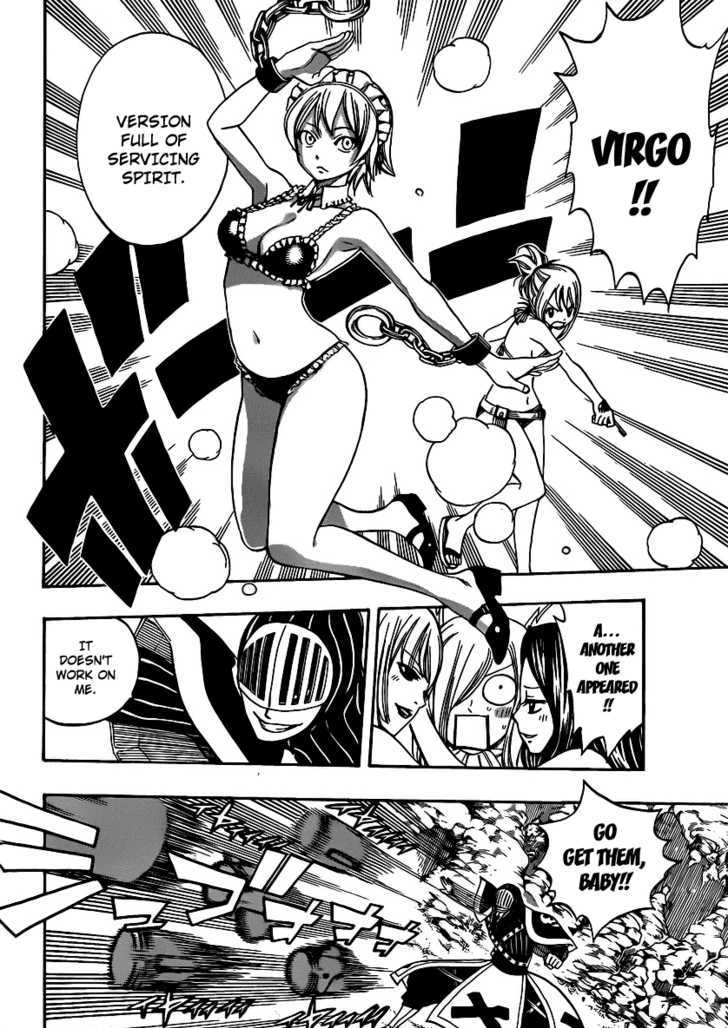 VIRGO
!!
VERSION
FULL OF
SERVICING
SPIRIT.
A...
ANOTHER
ONE
APPEARED
!!
IT
DOESN'T
WORK ON
ME.
GO
GET THEM,
BABY!!